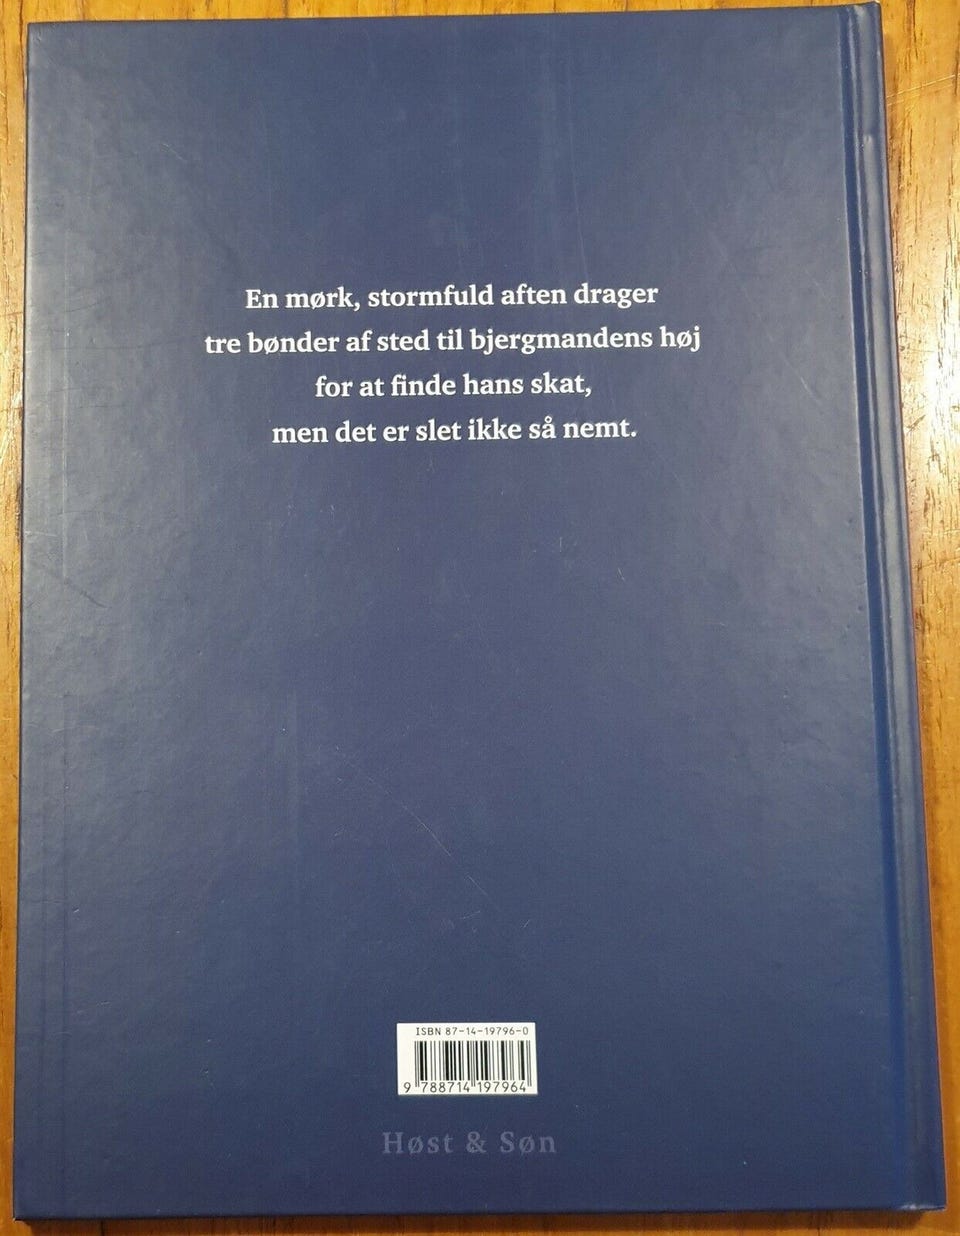 En mørk, stormfuld aften drager
tre bønder af sted til bjergmandens høj
for at finde hans skat,
men det er slet ikke så nemt.
ISBN 87-14-19796-0
9 788714 197964
Høst & Søn